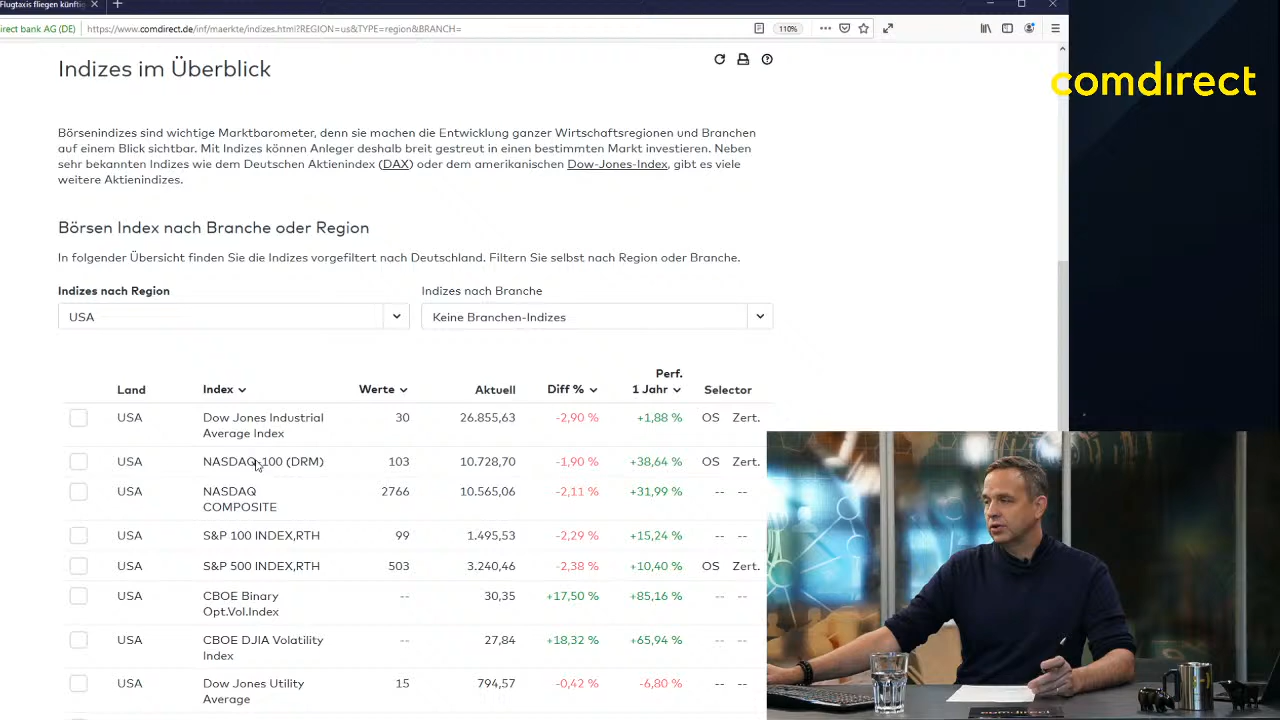 Flugtaxis fliegen künftig
irect bank AG (DE) https://www.comdirect.de/inf/maerkte/indizes.html?REGION=us&TYPE=region&BRANCH= 110%
Indizes im Überblick
comdirect
Börsenindizes sind wichtige Marktbarometer, denn sie machen die Entwicklung ganzer Wirtschaftsregionen und Branchen
auf einem Blick sichtbar. Mit Indizes können Anleger deshalb breit gestreut in einen bestimmten Markt investieren. Neben
sehr bekannten Indizes wie dem Deutschen Aktienindex (DAX) oder dem amerikanischen Dow-Jones-Index, gibt es viele
weitere Aktienindizes.
Börsen Index nach Branche oder Region
In folgender Übersicht finden Sie die Indizes vorgefiltert nach Deutschland. Filtern Sie selbst nach Region oder Branche.
Indizes nach Region Indizes nach Branche
USA Keine Branchen-Indizes
Perf.
Land Index Werte Aktuell Diff % 1 Jahr Selector
USA Dow Jones Industrial 30 26.855,63 -2,90 % +1,88 % OS Zert.
Average Index
USA NASDAQ-100 (DRM) 103 10.728,70 -1,90 % +38,64 % OS Zert.
USA NASDAQ 2766 10.565,06 -2,11 % +31,99 % -- --
COMPOSITE
USA S&P 100 INDEX,RTH 99 1.495,53 -2,29 % +15,24 % -- --
USA S&P 500 INDEX,RTH 503 3.240,46 -2,38 % +10,40 % OS Zert.
USA CBOE Binary -- 30,35 +17,50 % +85,16 % -- --
Opt.Vol.Index
USA CBOE DJIA Volatility -- 27,84 +18,32 % +65,94 % -- --
Index
USA Dow Jones Utility 15 794,57 -0,42 % -6,80 % -- --
Average
comdirect